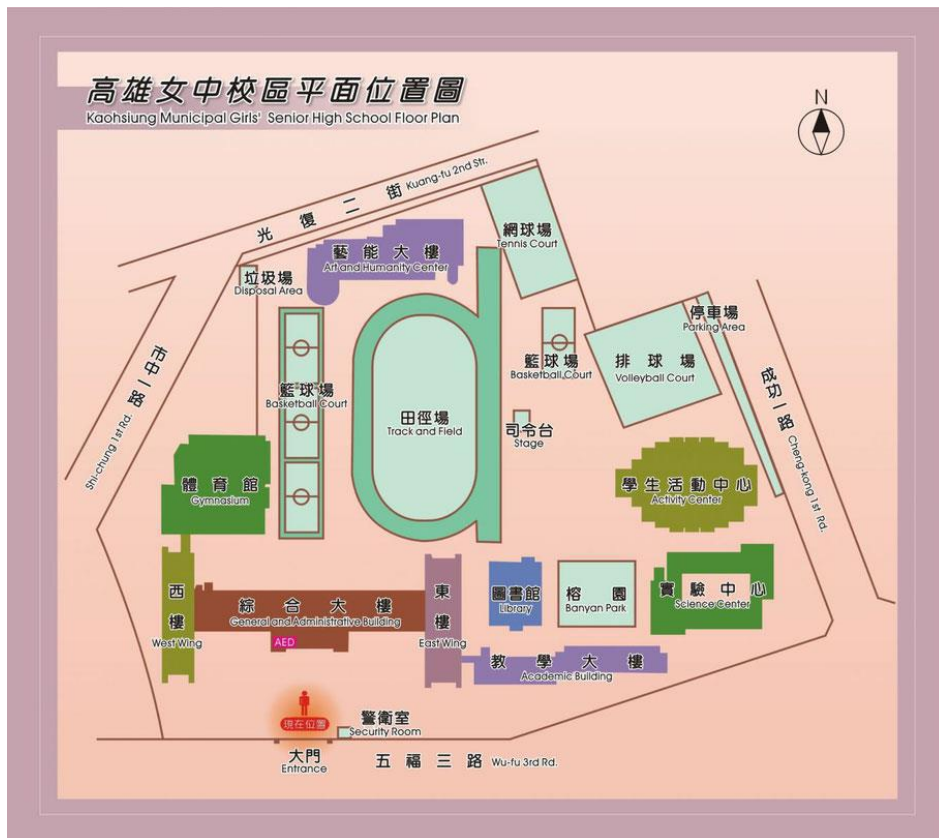 高雄女中校區平面位置圖
Kaohsiung Municipal Girls' Senior High School Floor Plan
N
光復二街 Kuang-fu 2nd Str.
網球場
Tennis Court
藝能大樓
Art and Humanity Center
垃圾場
Disposal Area
停車場
Parking Area
市中一路 Shi-chung 1st Rd.
籃球場
Basketball Court
田徑場
Track and Field
籃球場
Basketball Court
排球場
Volleyball Court
成功一路 Cheng-kong 1st Rd.
司令台
Stage
體育館
Gymnasium
學生活動中心
Activity Center
西樓
West Wing
綜合大樓
General and Administrative Building
AED
東樓
East Wing
圖書館
Library
榕園
Banyan Park
實驗中心
Science Center
教學大樓
Academic Building
現在位置
警衛室
Security Room
大門
Entrance
五福三路 Wu-fu 3rd Rd.